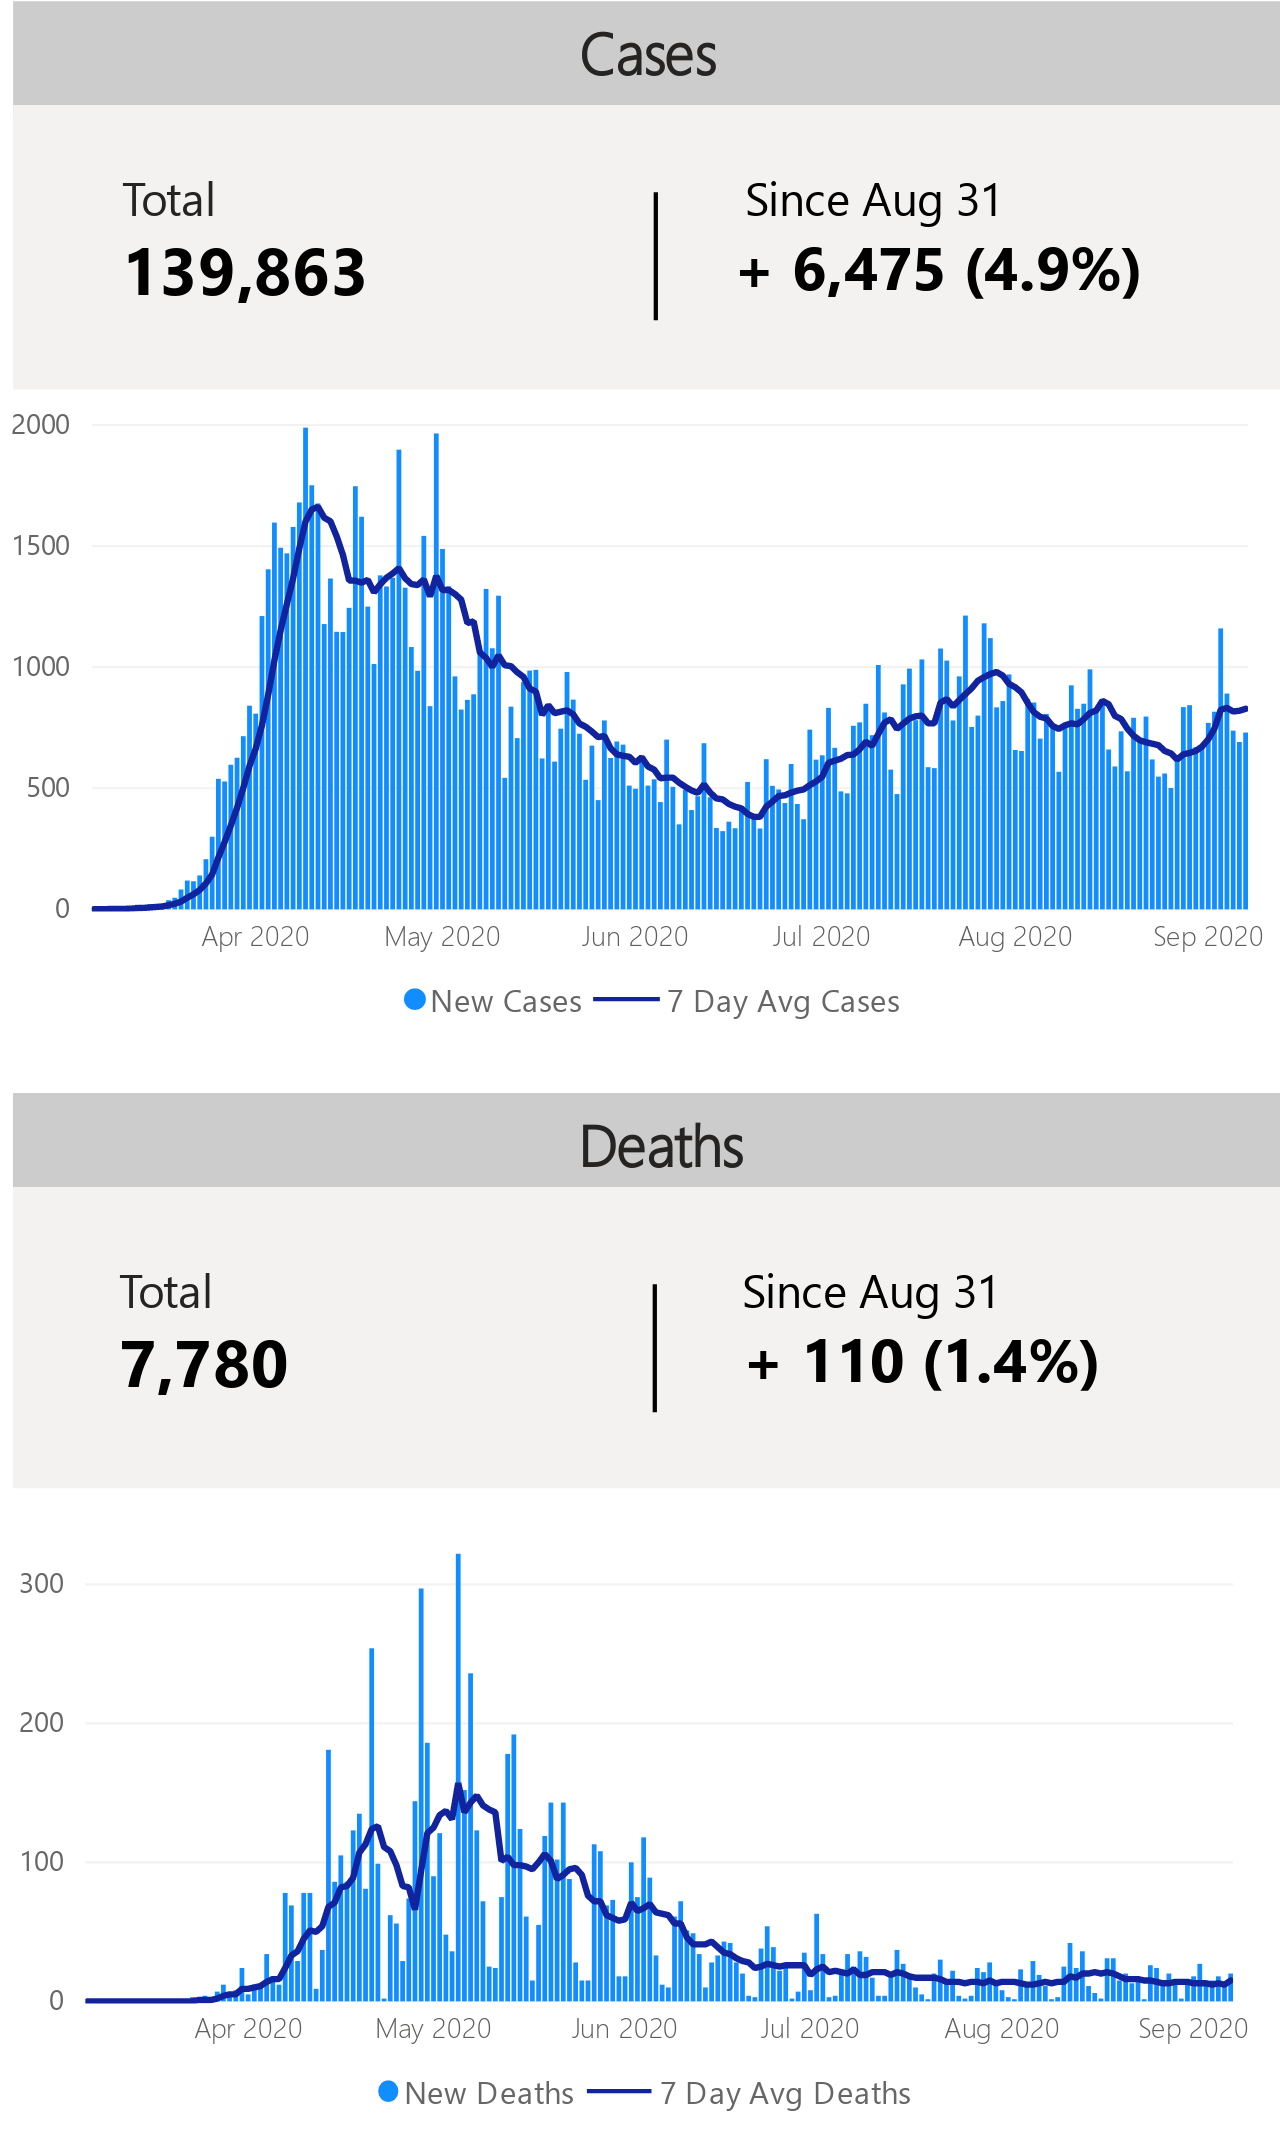 Cases
Total
Since Aug 31
139,863
+ 6,475 (4.9%)
2000
1500
1000
500
0
Apr 2020
May 2020
Jun 2020
Jul 2020
Aug 2020
Sep 2020
New Cases
7 Day Avg Cases
Deaths
Total
Since Aug 31
7,780
+ 110 (1.4%)
300
200
100
0
Apr 2020
May 2020
Jun 2020
Jul 2020
Aug 2020
Sep 2020
New Deaths
7 Day Avg Deaths